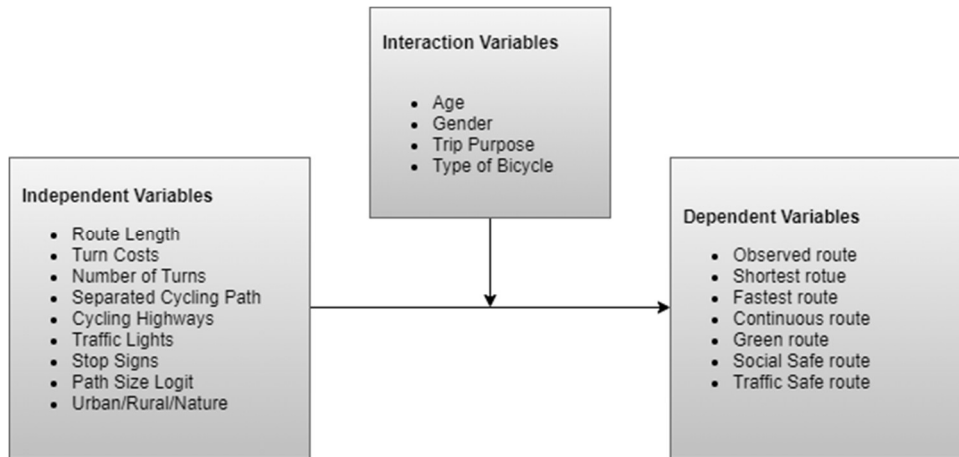 Interaction Variables
Age
Gender
Trip Purpose
Type of Bicycle
Independent Variables
Route Length
Turn Costs
Number of Turns
Separated Cycling Path
Cycling Highways
Traffic Lights
Stop Signs
Path Size Logit
Urban/Rural/Nature
Dependent Variables
Observed route
Shortest rotue
Fastest route
Continuous route
Green route
Social Safe route
Traffic Safe route